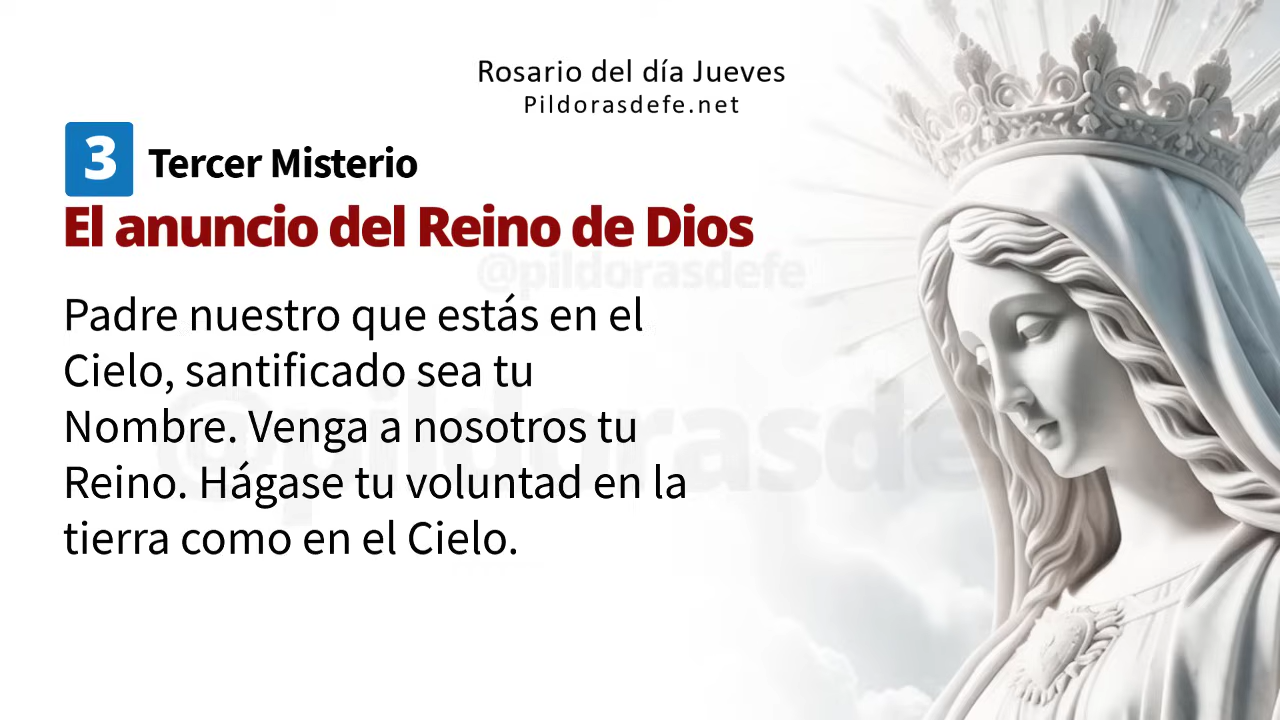 Rosario del día Jueves
Pildorasdefe.net
3 Tercer Misterio
El anuncio del Reino de Dios
@pildorasdefe
Padre nuestro que estás en el
Cielo, santificado sea tu
Nombre. Venga a nosotros tu
@pildorasdefe
Reino. Hágase tu voluntad en la
tierra como en el Cielo.